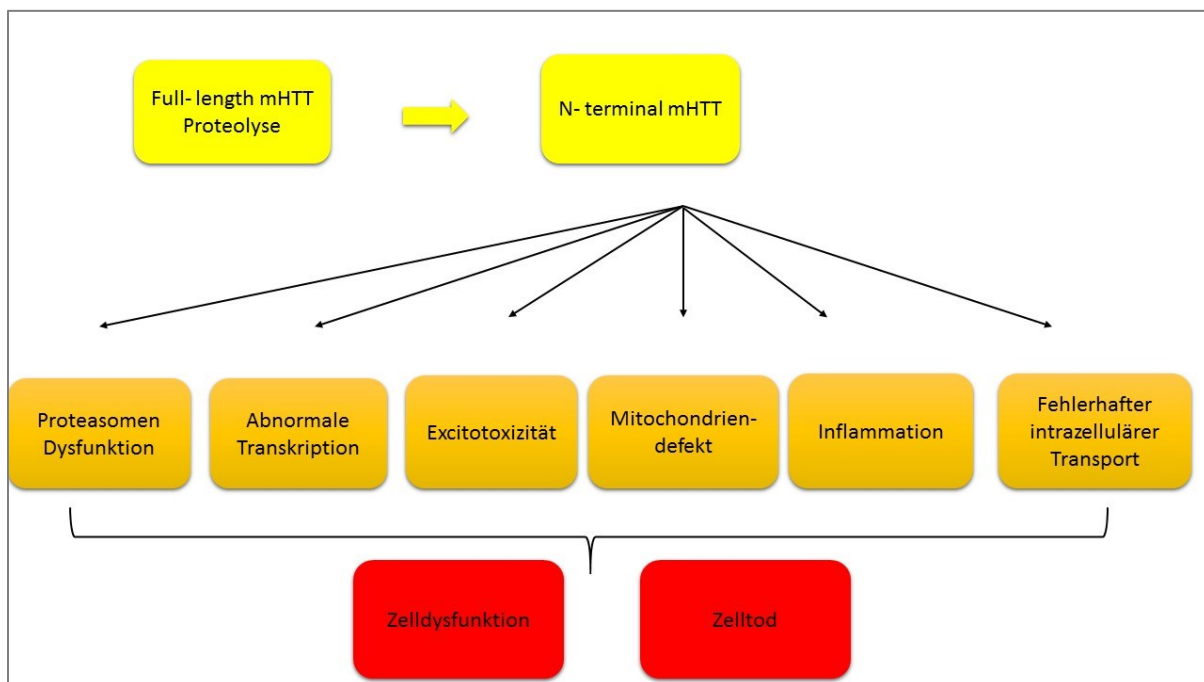 Full- length mHTT
Proteolyse
N- terminal mHTT
Proteasomen
Dysfunktion
Abnormale
Transkription
Excitotoxizität
Mitochondrien-
defekt
Inflammation
Fehlerhafter
intrazellulärer
Transport
Zelldysfunktion
Zelltod